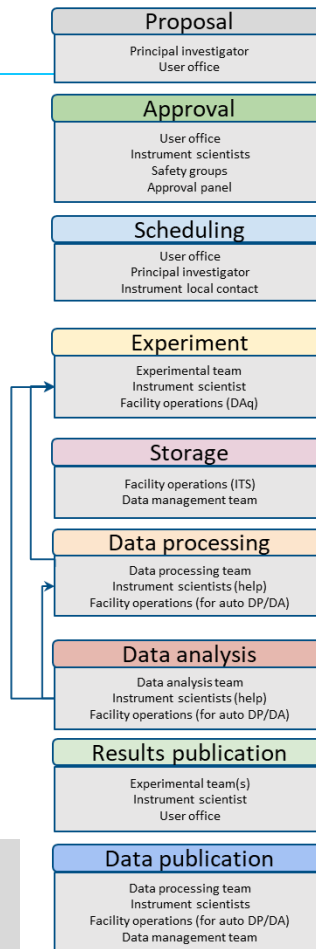 Proposal
Principal investigator
User office
Approval
User office
Instrument scientists
Safety groups
Approval panel
Scheduling
User office
Principal investigator
Instrument local contact
Experiment
Experimental team
Instrument scientist
Facility operations (DAq)
Storage
Facility operations (ITS)
Data management team
Data processing
Data processing team
Instrument scientists (help)
Facility operations (for auto DP/DA)
Data analysis
Data analysis team
Instrument scientists (help)
Facility operations (for auto DP/DA)
Results publication
Experimental team(s)
Instrument scientist
User office
Data publication
Data processing team
Instrument scientists
Facility operations (for auto DP/DA)
Data management team